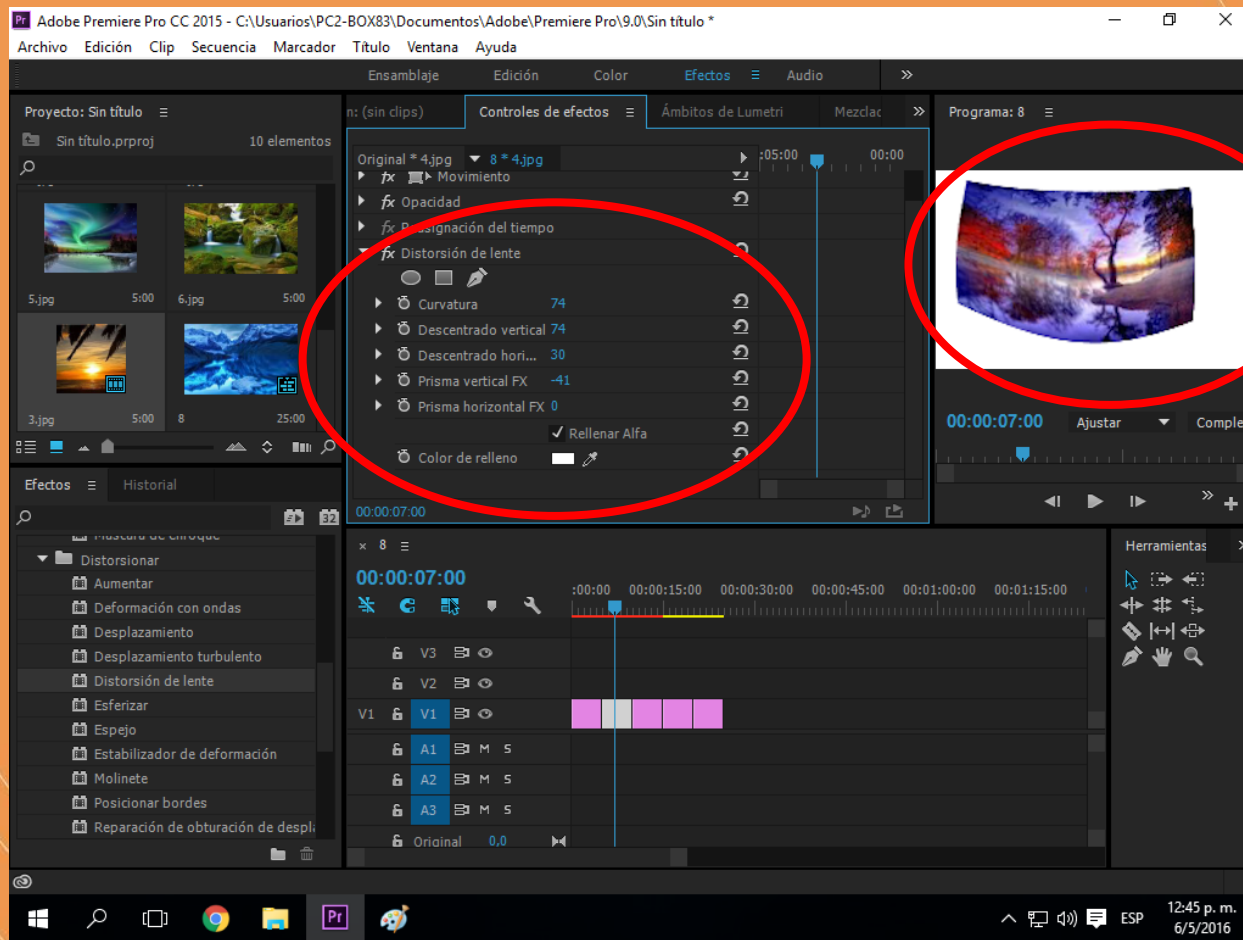 Adobe Premiere Pro CC 2015 - C:\Usuarios\PC2-BOX83\Documentos\Adobe\Premiere Pro\9.0\Sin título *
Archivo Edición Clip Secuencia Marcador Título Ventana Ayuda
Ensamblaje Edición Color Efectos Audio
Proyecto: Sin título
Sin título.prproj 10 elementos
5.jpg 5:00 6.jpg 5:00
3.jpg 5:00 8 25:00
n: (sin clips) Controles de efectos Ámbitos de Lumetri Mezclac
Original * 4.jpg 8 * 4.jpg :05:00 00:00
fx Movimiento
fx Opacidad
fx Reasignación del tiempo
fx Distorsión de lente
Curvatura 74
Descentrado vertical 74
Descentrado hori... 30
Prisma vertical FX -41
Prisma horizontal FX 0
Rellenar Alfa
Color de relleno
00:00:07:00
Programa: 8
00:00:07:00 Ajustar Comple
Efectos Historial
32
Distorsionar
Aumentar
Deformación con ondas
Desplazamiento
Desplazamiento turbulento
Distorsión de lente
Esferizar
Espejo
Estabilizador de deformación
Molinete
Posicionar bordes
Reparación de obturación de despl
× 8
00:00:07:00
:00:00 00:00:15:00 00:00:30:00 00:00:45:00 00:01:00:00 00:01:15:00
V3
V2
V1 V1
A1 M S
A2 M S
A3 M S
Original 0,0
Herramientas
Pr
ESP
12:45 p. m.
6/5/2016